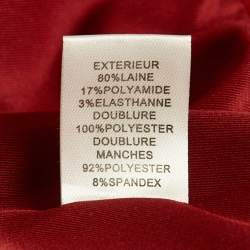 EXTERIEUR
80%LAINE
17%POLYAMIDE
3%ELASTHANNE
DOUBLURE
100%POLYESTER
DOUBLURE
MANCHES
92%POLYESTER
8%SPANDEX